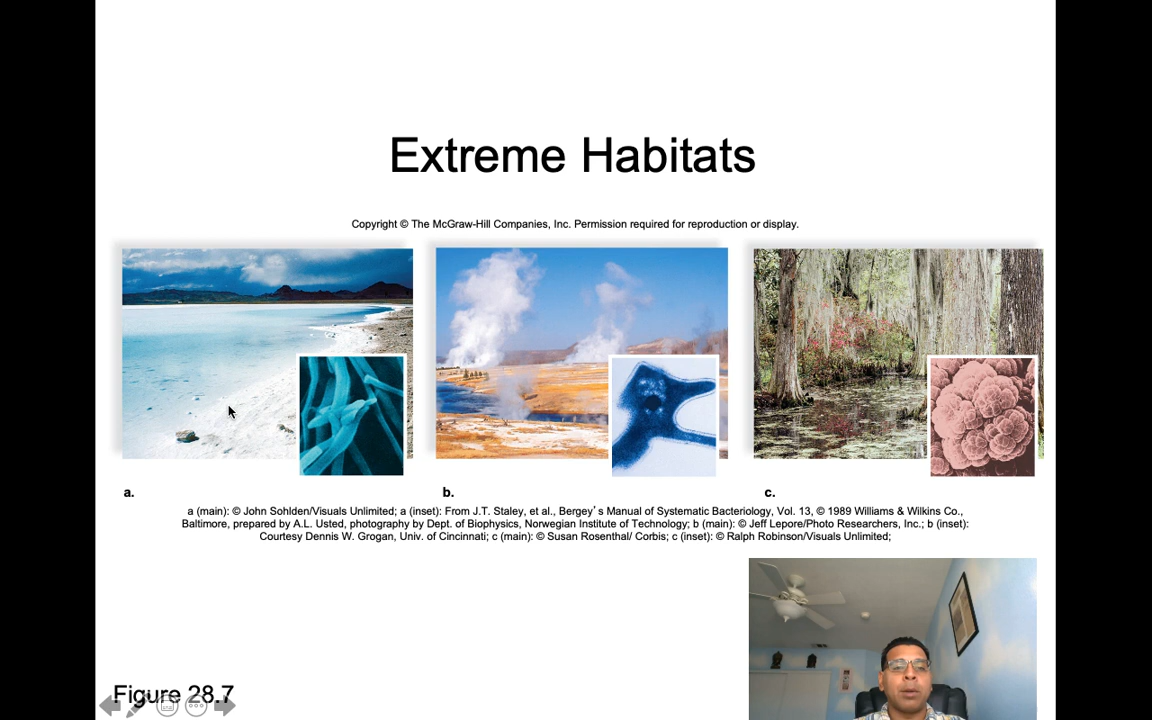 Extreme Habitats
Copyright © The McGraw-Hill Companies, Inc. Permission required for reproduction or display.
a.
b.
c.
a (main): © John Sohlden/Visuals Unlimited; a (inset): From J.T. Staley, et al., Bergey’s Manual of Systematic Bacteriology, Vol. 13, © 1989 Williams & Wilkins Co.,
Baltimore, prepared by A.L. Usted, photography by Dept. of Biophysics, Norwegian Institute of Technology; b (main): © Jeff Lepore/Photo Researchers, Inc.; b (inset):
Courtesy Dennis W. Grogan, Univ. of Cincinnati; c (main): © Susan Rosenthal/ Corbis; c (inset): © Ralph Robinson/Visuals Unlimited;
Figure 28.7